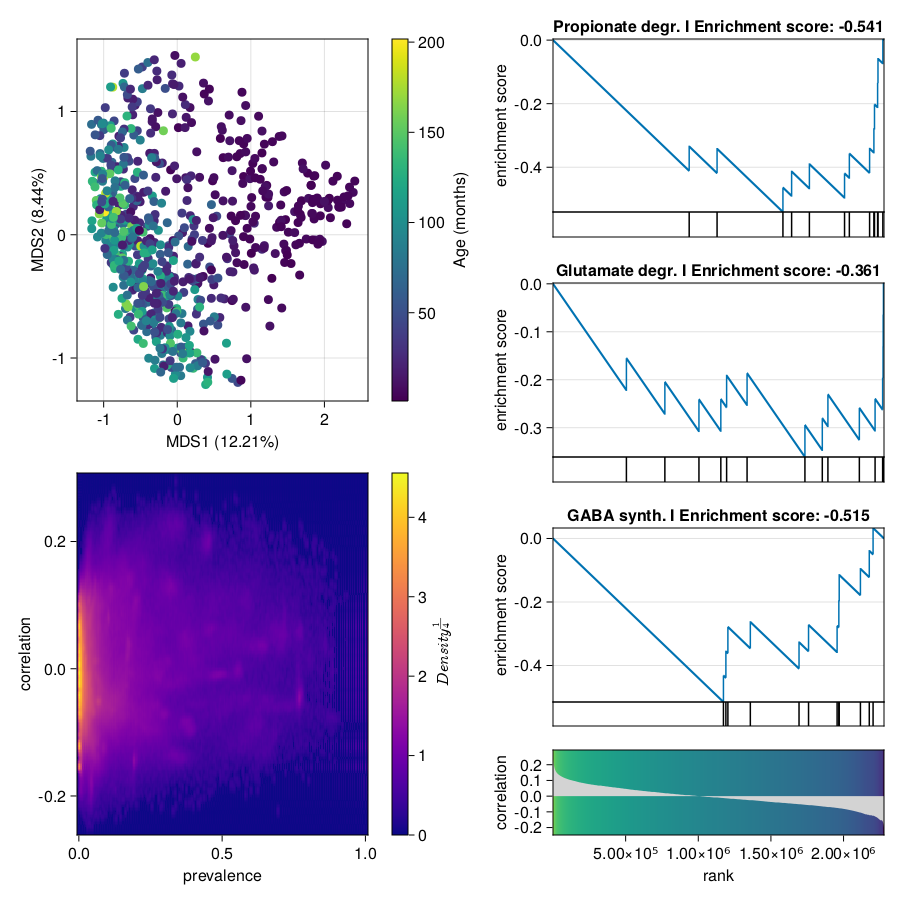 1
0
-1
MDS2 (8.44%)
-1
0
1
2
MDS1 (12.21%)
200
150
100
50
Age (months)
0.2
0.0
-0.2
correlation
0.0
0.5
1.0
prevalence
4
3
2
1
0
Density^{1/4}
Propionate degr. | Enrichment score: -0.541
0.0
-0.2
-0.4
enrichment score
Glutamate degr. | Enrichment score: -0.361
0.0
-0.1
-0.2
-0.3
enrichment score
GABA synth. | Enrichment score: -0.515
0.0
-0.2
-0.4
enrichment score
0.2
0.1
0.0
-0.1
-0.2
correlation
5.00×10⁵
1.00×10⁶
1.50×10⁶
2.00×10⁶
rank